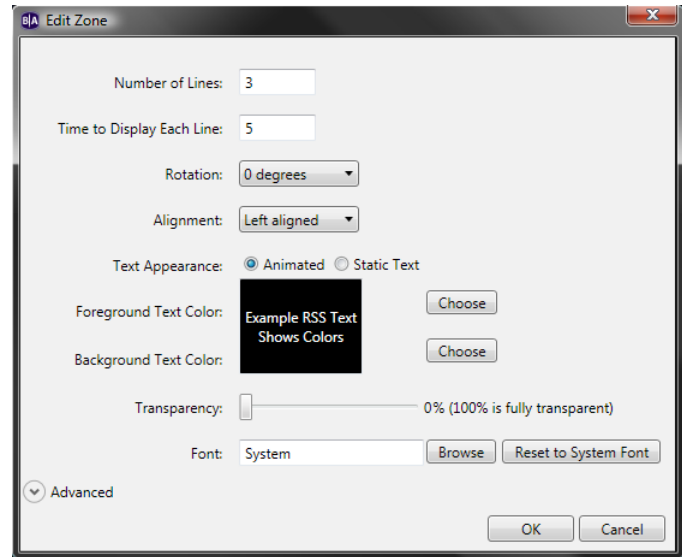 B|A Edit Zone
Number of Lines: 3
Time to Display Each Line: 5
Rotation: 0 degrees
Alignment: Left aligned
Text Appearance: Animated Static Text
Foreground Text Color:
Example RSS Text
Shows Colors
Choose
Background Text Color:
Choose
Transparency: 0% (100% is fully transparent)
Font: System Browse Reset to System Font
Advanced
OK Cancel